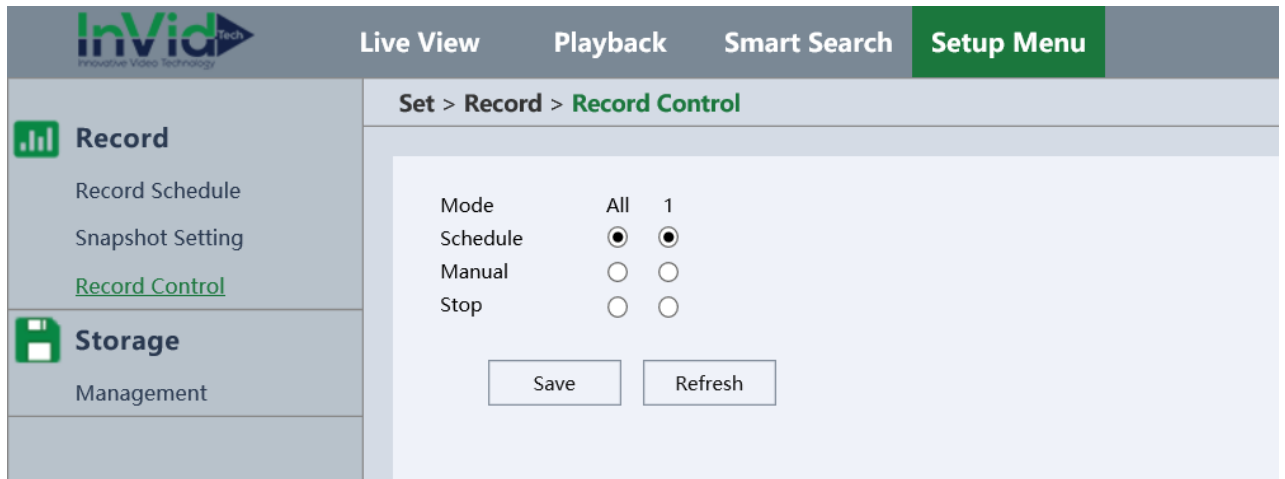 InVid Tech
Innovative Video Technology
Live View Playback Smart Search Setup Menu
Set > Record > Record Control
Record
Record Schedule
Snapshot Setting
Record Control
Storage
Management
Mode All 1
Schedule
Manual
Stop
Save Refresh